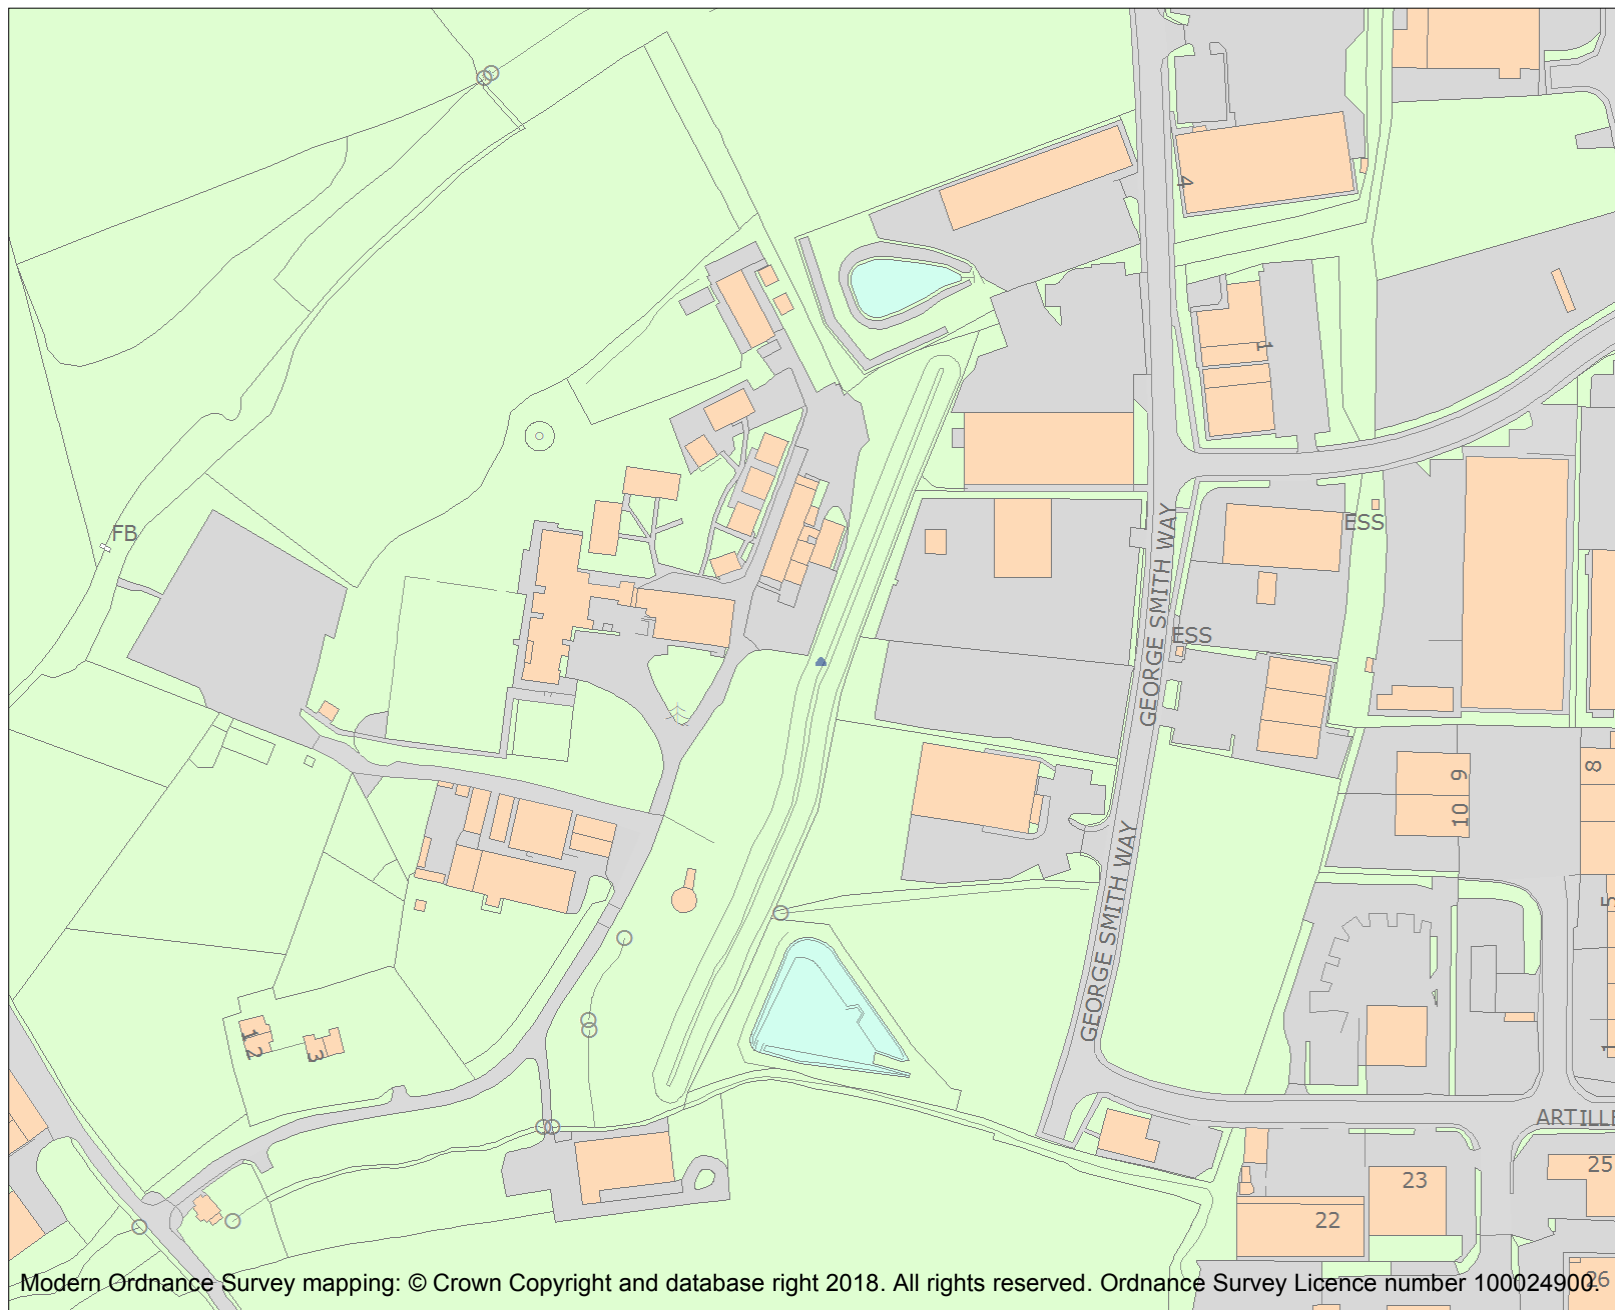 4
1
FB
ESS
GEORGE SMITH WAY
ESS
8
9
10
GEORGE SMITH WAY
5
1
2
3
1
ARTILLE
25
23
22
26
Modern Ordnance Survey mapping: © Crown Copyright and database right 2018. All rights reserved. Ordnance Survey Licence number 100024900.